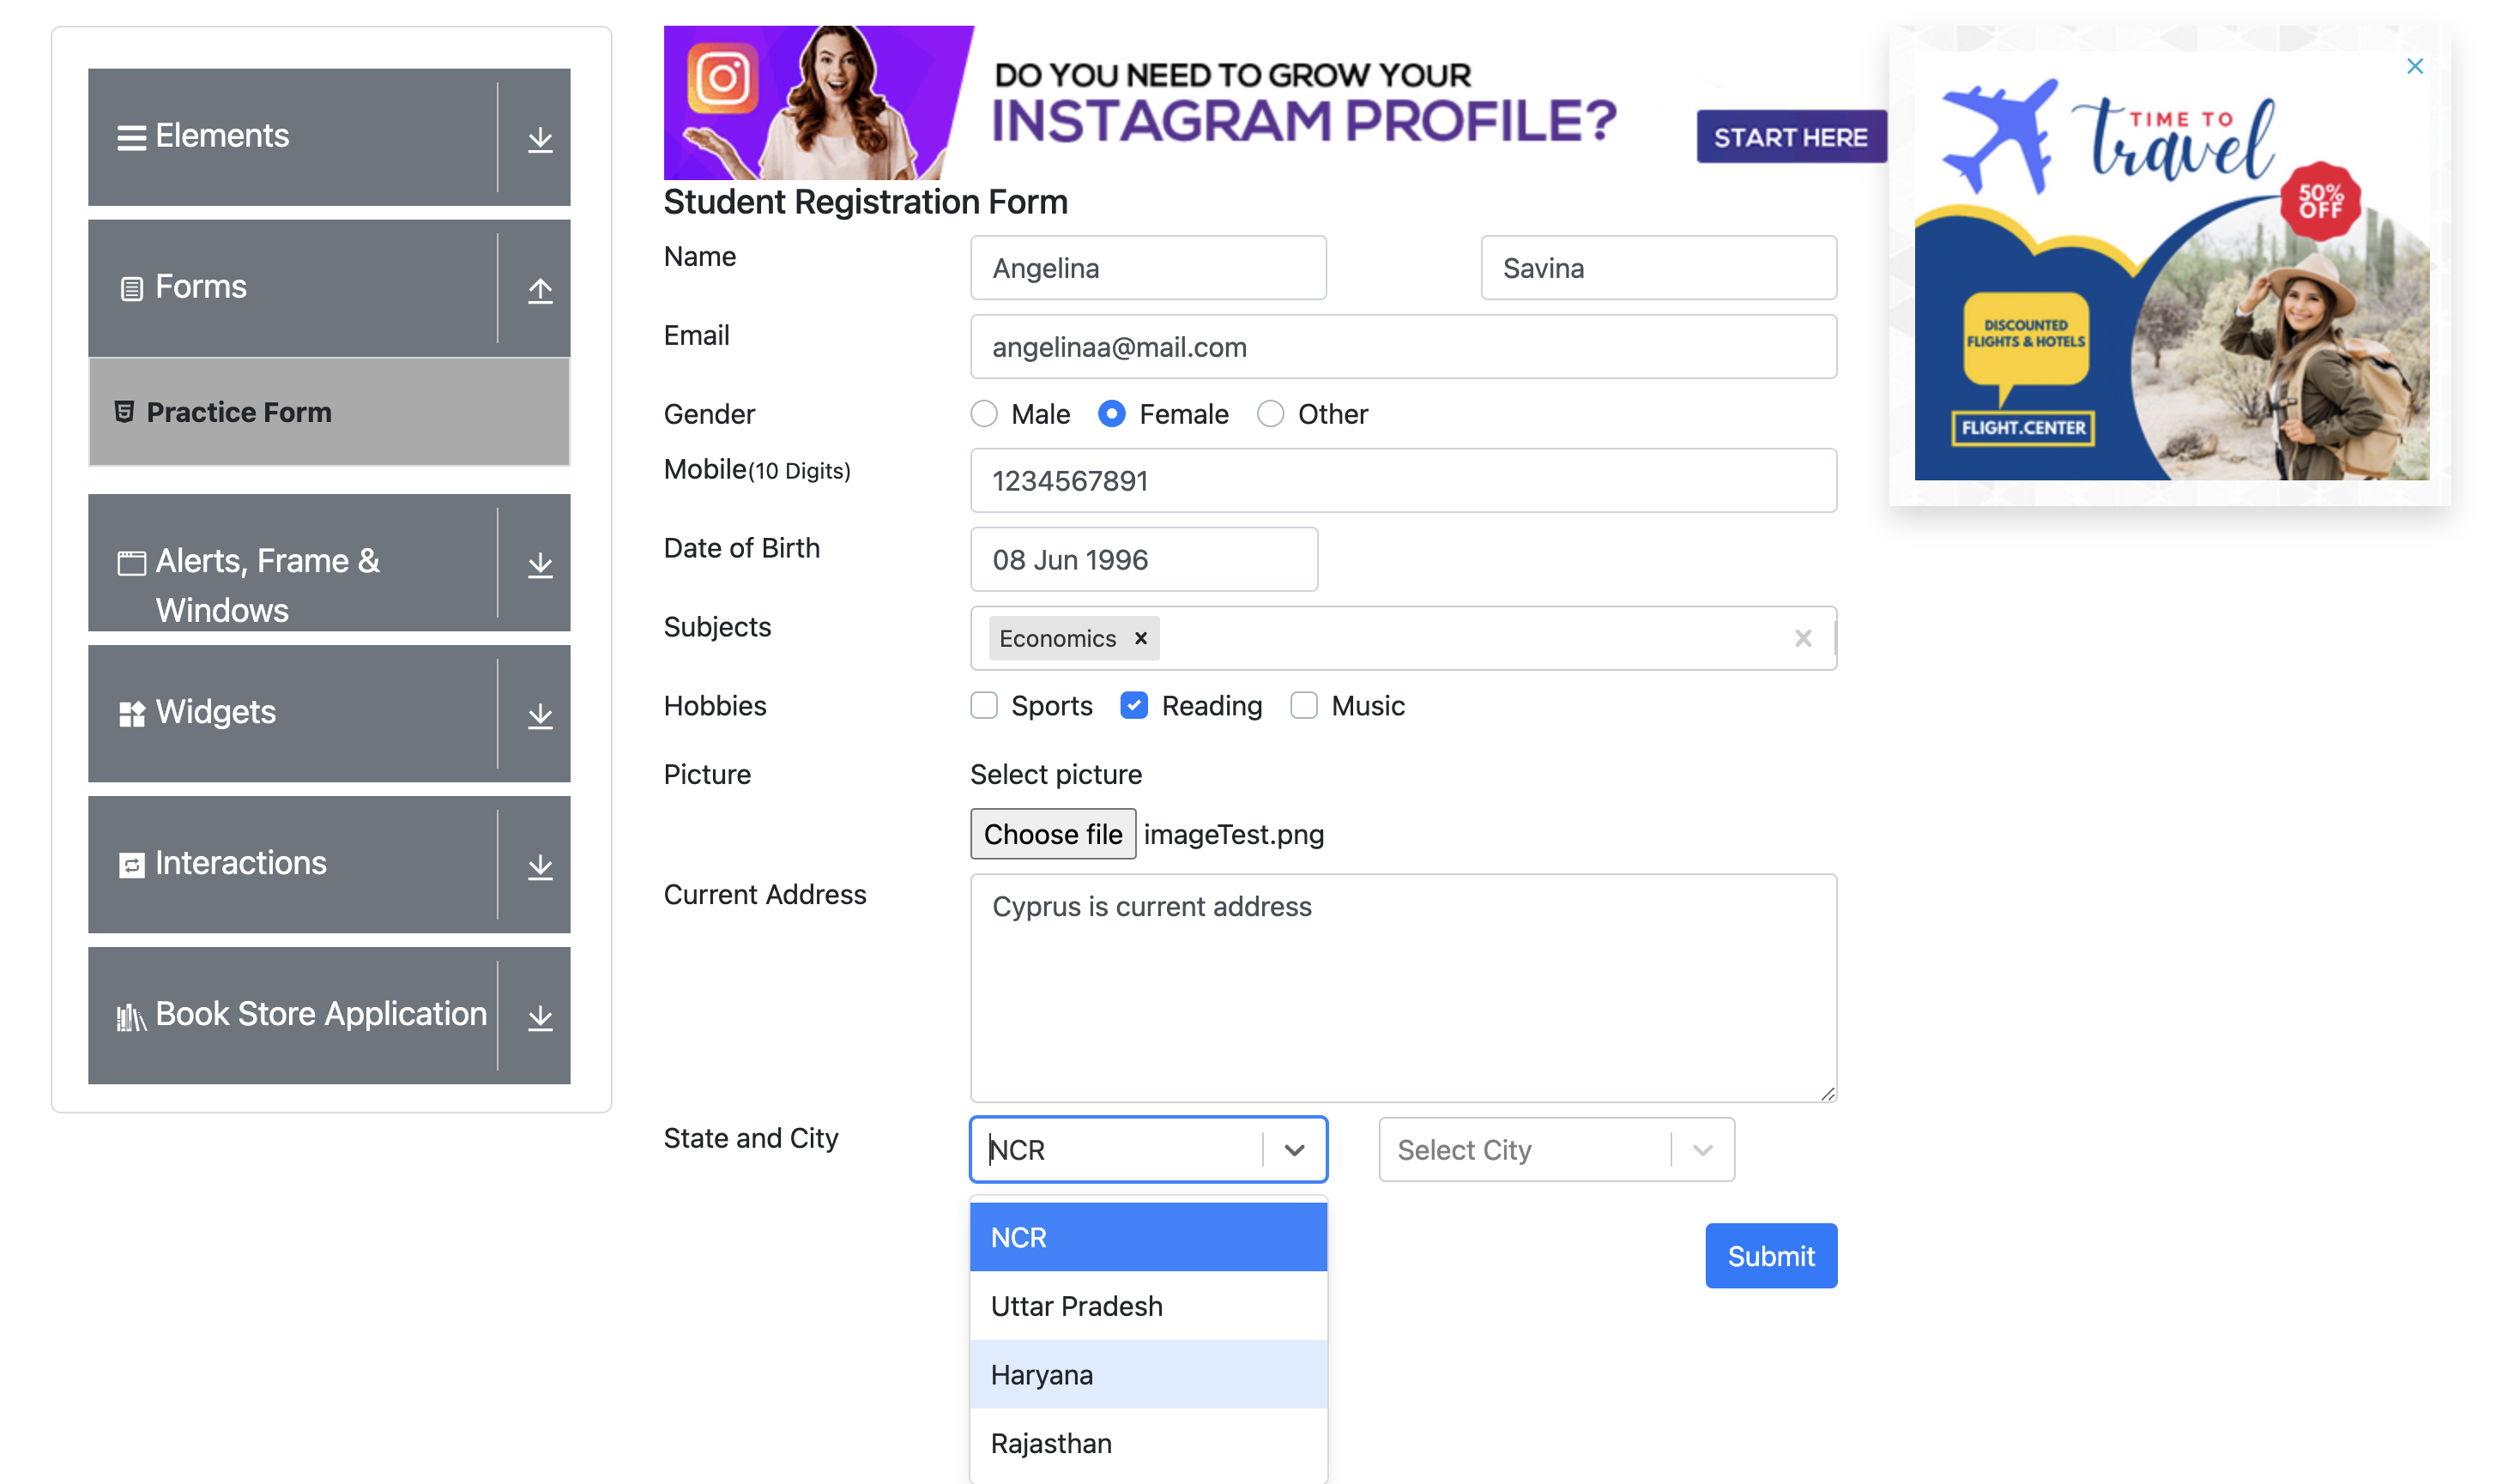 Elements
Forms
Practice Form
Alerts, Frame &
Windows
Widgets
Interactions
Book Store Application
DO YOU NEED TO GROW YOUR
INSTAGRAM PROFILE?
START HERE
Student Registration Form
Name
Angelina
Savina
Email
angelinaa@mail.com
Gender
Male
Female
Other
Mobile(10 Digits)
1234567891
Date of Birth
08 Jun 1996
Subjects
Economics
Hobbies
Sports
Reading
Music
Picture
Select picture
Choose file imageTest.png
Current Address
Cyprus is current address
State and City
NCR
Select City
NCR
Uttar Pradesh
Haryana
Rajasthan
Submit
TIME TO
travel
50%
OFF
DISCOUNTED
FLIGHTS & HOTELS
FLIGHT.CENTER